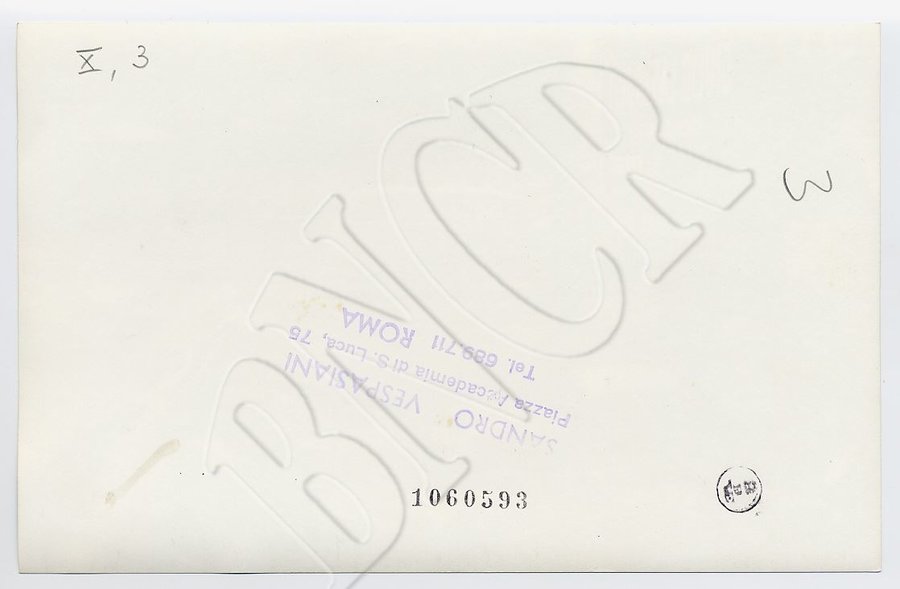 X, 3
3
BNCR
SANDRO VESPASIANI
Piazza Accademia di S. Luca, 75
Tel. 689.711 ROMA
1060593